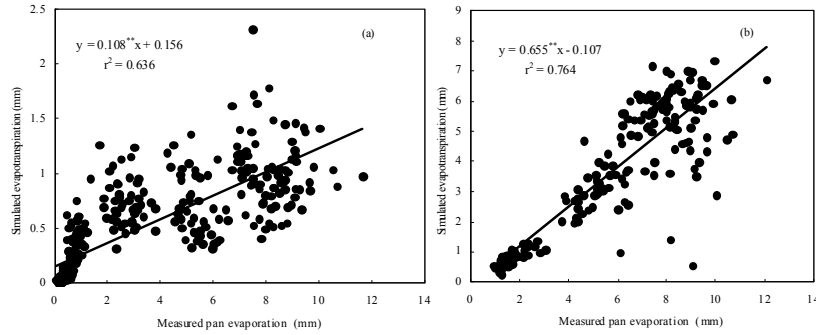 (a)
y = 0.108**x + 0.156
r² = 0.636
Simulated evapotranspiration (mm)
2.5
2
1.5
1
0.5
0
0 2 4 6 8 10 12 14
Measured pan evaporation (mm)
(b)
y = 0.655**x - 0.107
r² = 0.764
Simulated evapotranspiration (mm)
9
8
7
6
5
4
3
2
1
0
0 2 4 6 8 10 12 14
Measured pan evaporation (mm)